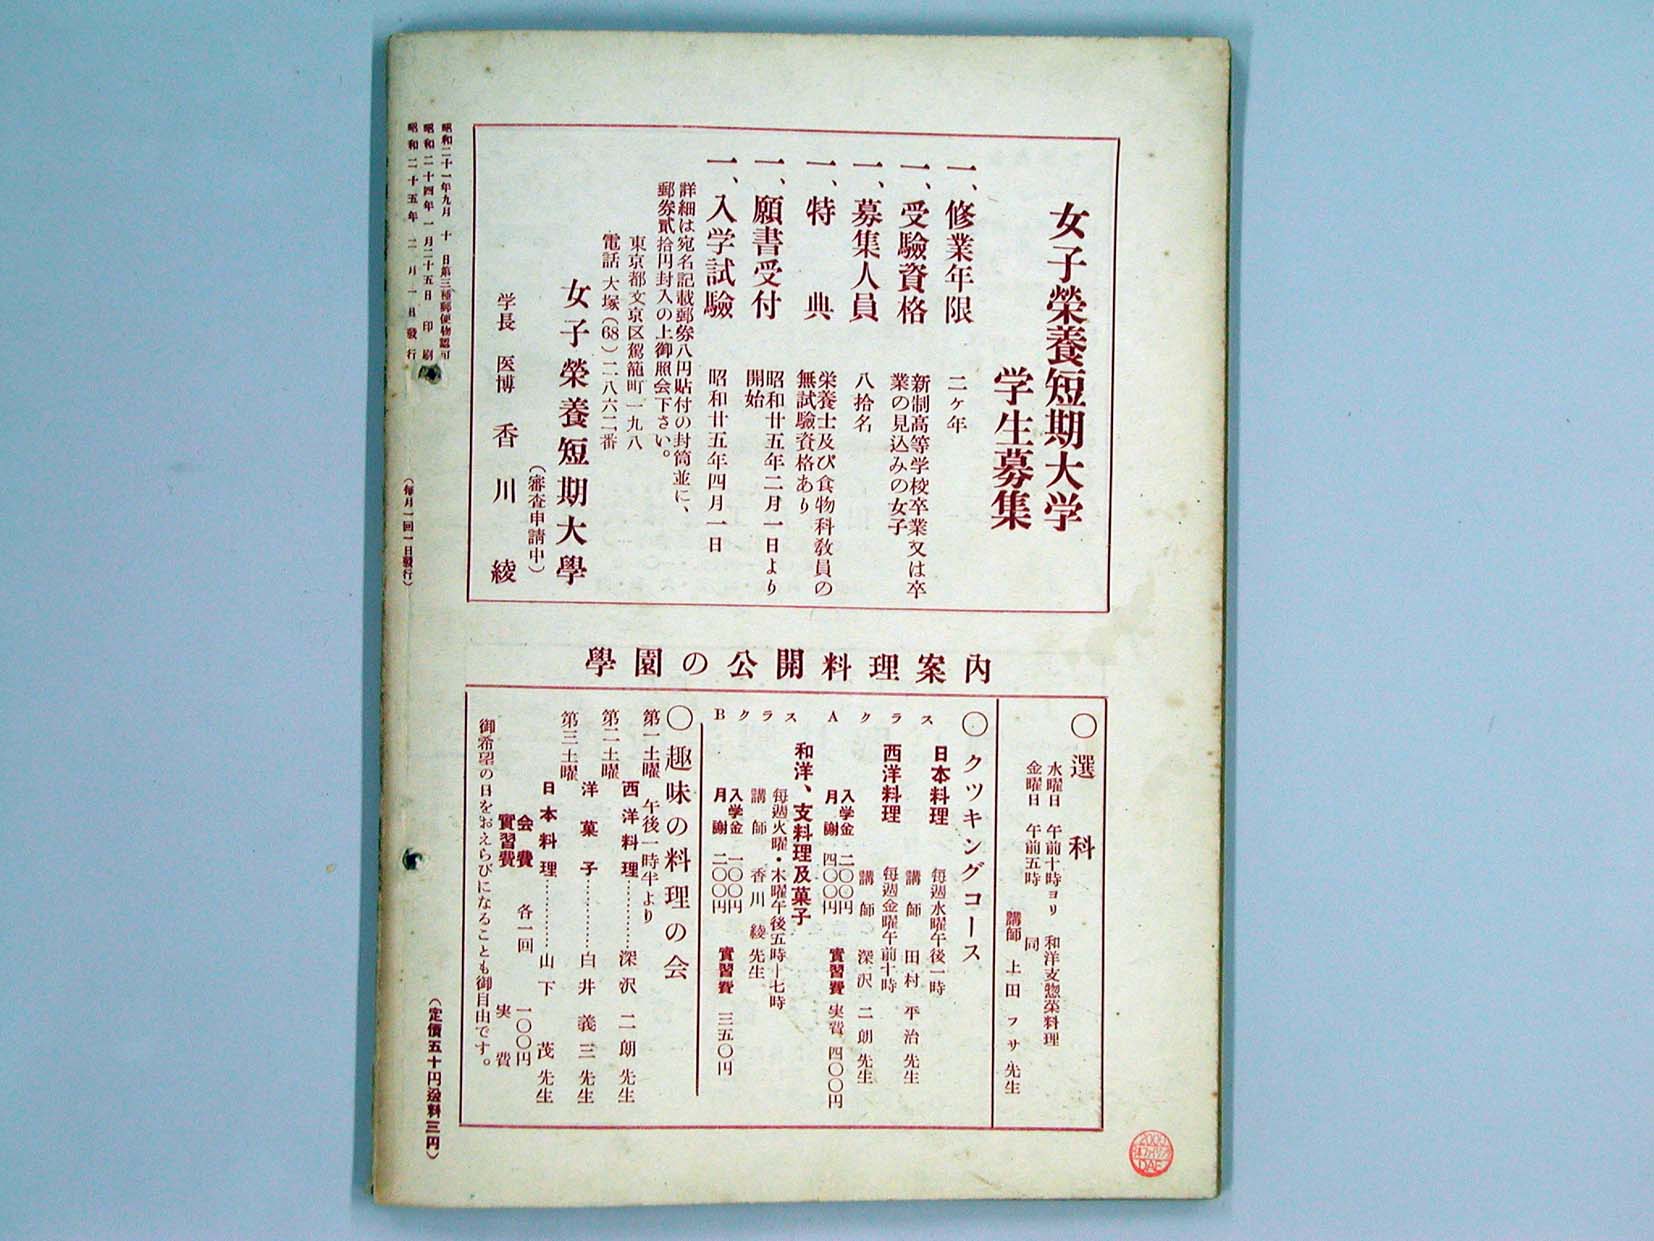 女子榮養短期大学
学生募集
一、修業年限 二ヶ年
一、受驗資格 新制高等学校卒業又は卒
業の見込みの女子
一、募集人員 八拾名
一、特典 栄養士及び食物科教員の
無試驗資格あり
一、願書受付 昭和廿五年二月一日より
開始
一、入学試驗 昭和廿五年四月一日
詳細は宛名記載郵券八円貼付の封筒並に、
郵券貳拾円封入の上御照会下さい。
東京都文京区駕籠町一九八
電話 大塚(68)二八六二番
女子榮養短期大學
(審査申請中)
学長 医博 香川 綾
學園の公開料理案内
〇選科
水曜日 午前十時ヨリ 和洋支惣菜料理
金曜日 午前五時 同
講師 上田 フサ先生
〇クツキングコース
Aクラス
日本料理 毎週水曜午後一時
講師 田村 平治先生
西洋料理 毎週金曜午前十時
講師 深沢 二朗先生
入学金 二〇〇円 實習費 実費 四〇〇円
月謝 四〇〇円
Bクラス
和洋、支料理及菓子
毎週火曜・木曜午後五時―七時
講師 香川 綾先生
入学金 一〇〇円 實習費 三五〇円
月謝 二〇〇円
〇趣味の料理の会
午後一時半より
第一土曜 西洋料理………深沢 二朗先生
第二土曜 洋菓子………白井 義三先生
第三土曜 日本料理………山下 茂先生
会費 各一回 一〇〇円
實習費 実費
御希望の日をおえらびになることも御自由です。
昭和二十一年九月 十 日第三種郵便物認可
昭和二十四年 一月二十五日 印刷
昭和二十五年 二月 一日發行
(毎月一回一日發行)
(定價五十円送料三円)
2000
DAE